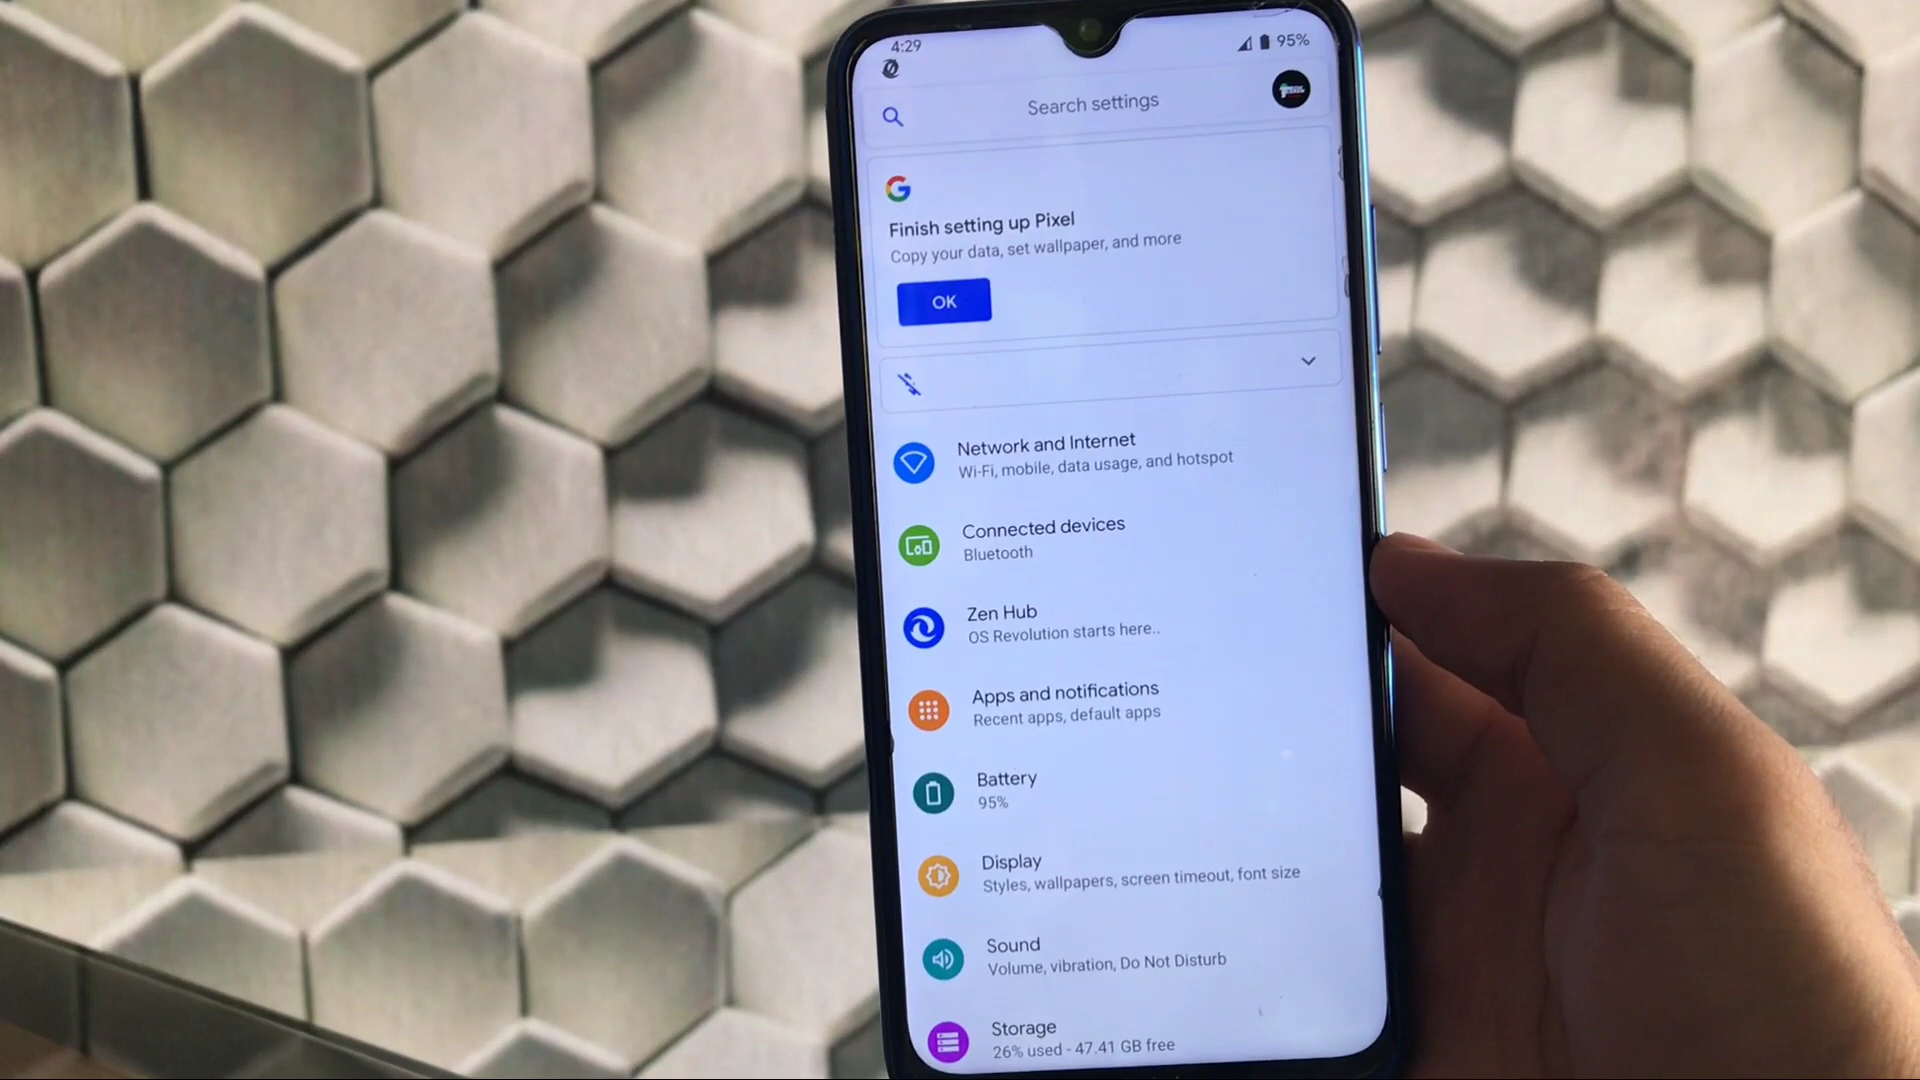 4:29
95%
Search settings
Finish setting up Pixel
Copy your data, set wallpaper, and more
OK
Network and Internet
Wi-Fi, mobile, data usage, and hotspot
Connected devices
Bluetooth
Zen Hub
OS Revolution starts here..
Apps and notifications
Recent apps, default apps
Battery
95%
Display
Styles, wallpapers, screen timeout, font size
Sound
Volume, vibration, Do Not Disturb
Storage
26% used - 47.41 GB free